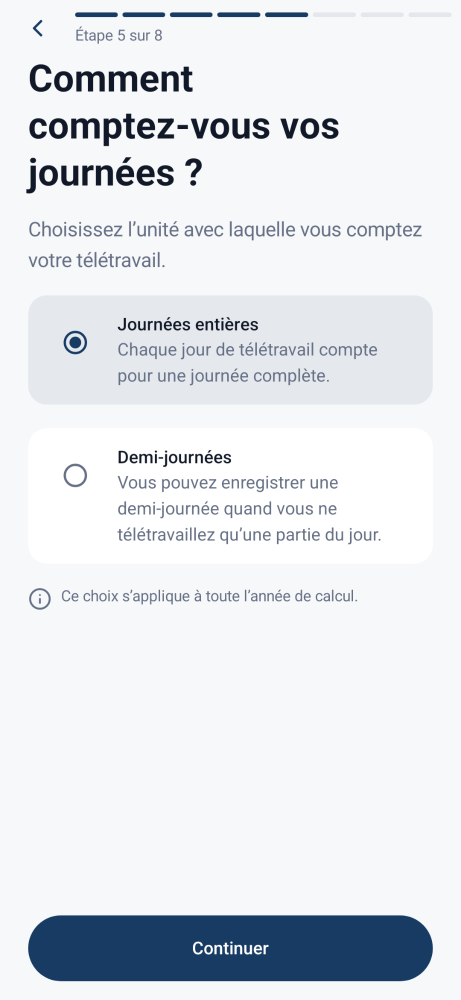 Étape 5 sur 8
Comment
comptez-vous vos
journées ?
Choisissez l’unité avec laquelle vous comptez
votre télétravail.
Journées entières
Chaque jour de télétravail compte
pour une journée complète.
Demi-journées
Vous pouvez enregistrer une
demi-journée quand vous ne
télétravaillez qu’une partie du jour.
Ce choix s’applique à toute l’année de calcul.
Continuer